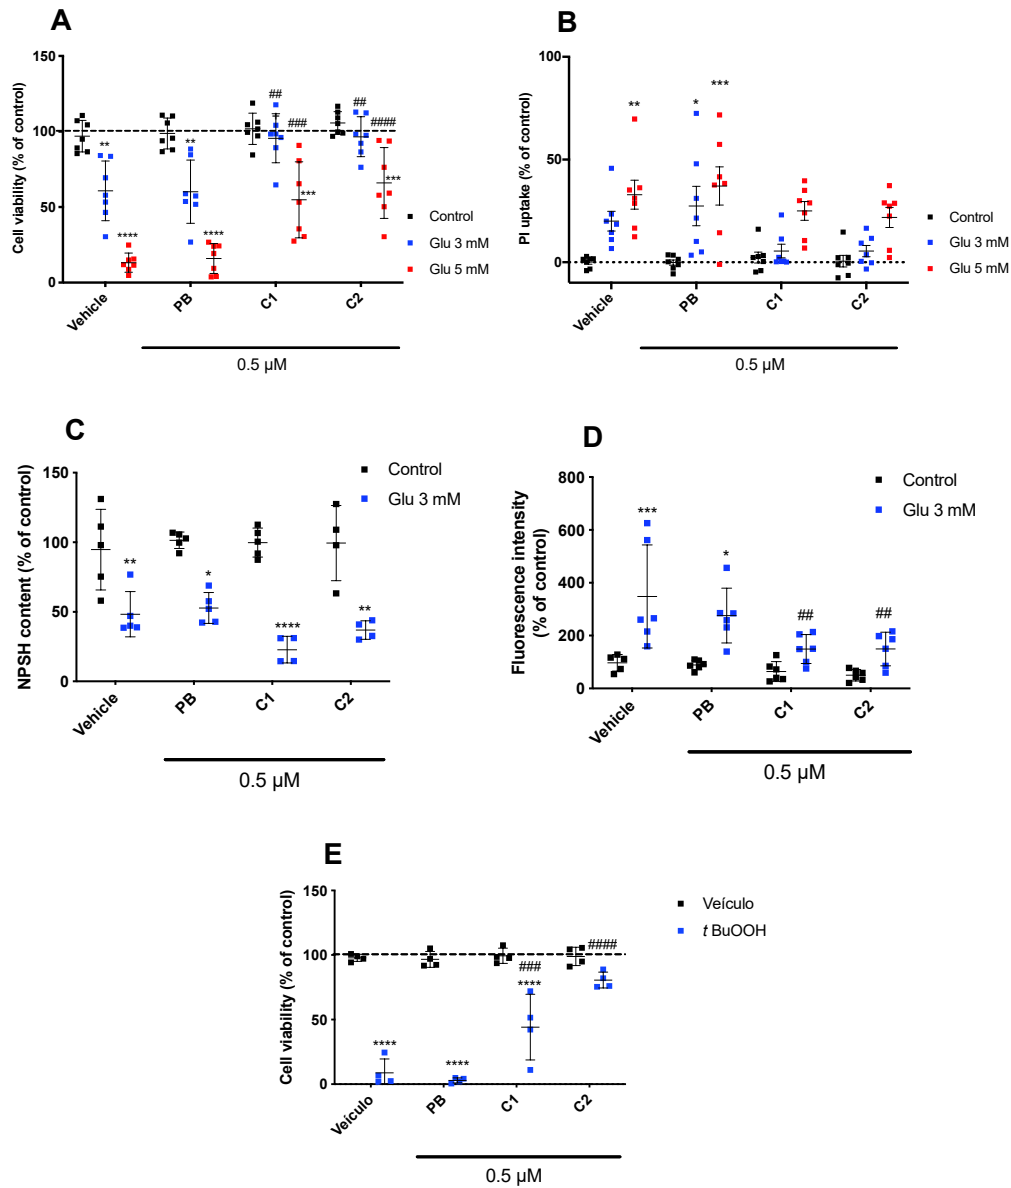 A
Cell viability (% of control)
150
100
50
0
**
****
**
****
##
###
***
##
####
***
Control
Glu 3 mM
Glu 5 mM
Vehicle
PB
C1
C2
0.5 µM
B
PI uptake (% of control)
100
50
0
**
*
***
Control
Glu 3 mM
Glu 5 mM
Vehicle
PB
C1
C2
0.5 µM
C
NPSH content (% of control)
150
100
50
0
**
*
****
**
Control
Glu 3 mM
Vehicle
PB
C1
C2
0.5 µM
D
Fluorescence intensity
(% of control)
800
600
400
200
0
***
*
##
##
Control
Glu 3 mM
Vehicle
PB
C1
C2
0.5 µM
E
Cell viability (% of control)
150
100
50
0
****
****
###
****
####
Veículo
t BuOOH
Veículo
PB
C1
C2
0.5 µM